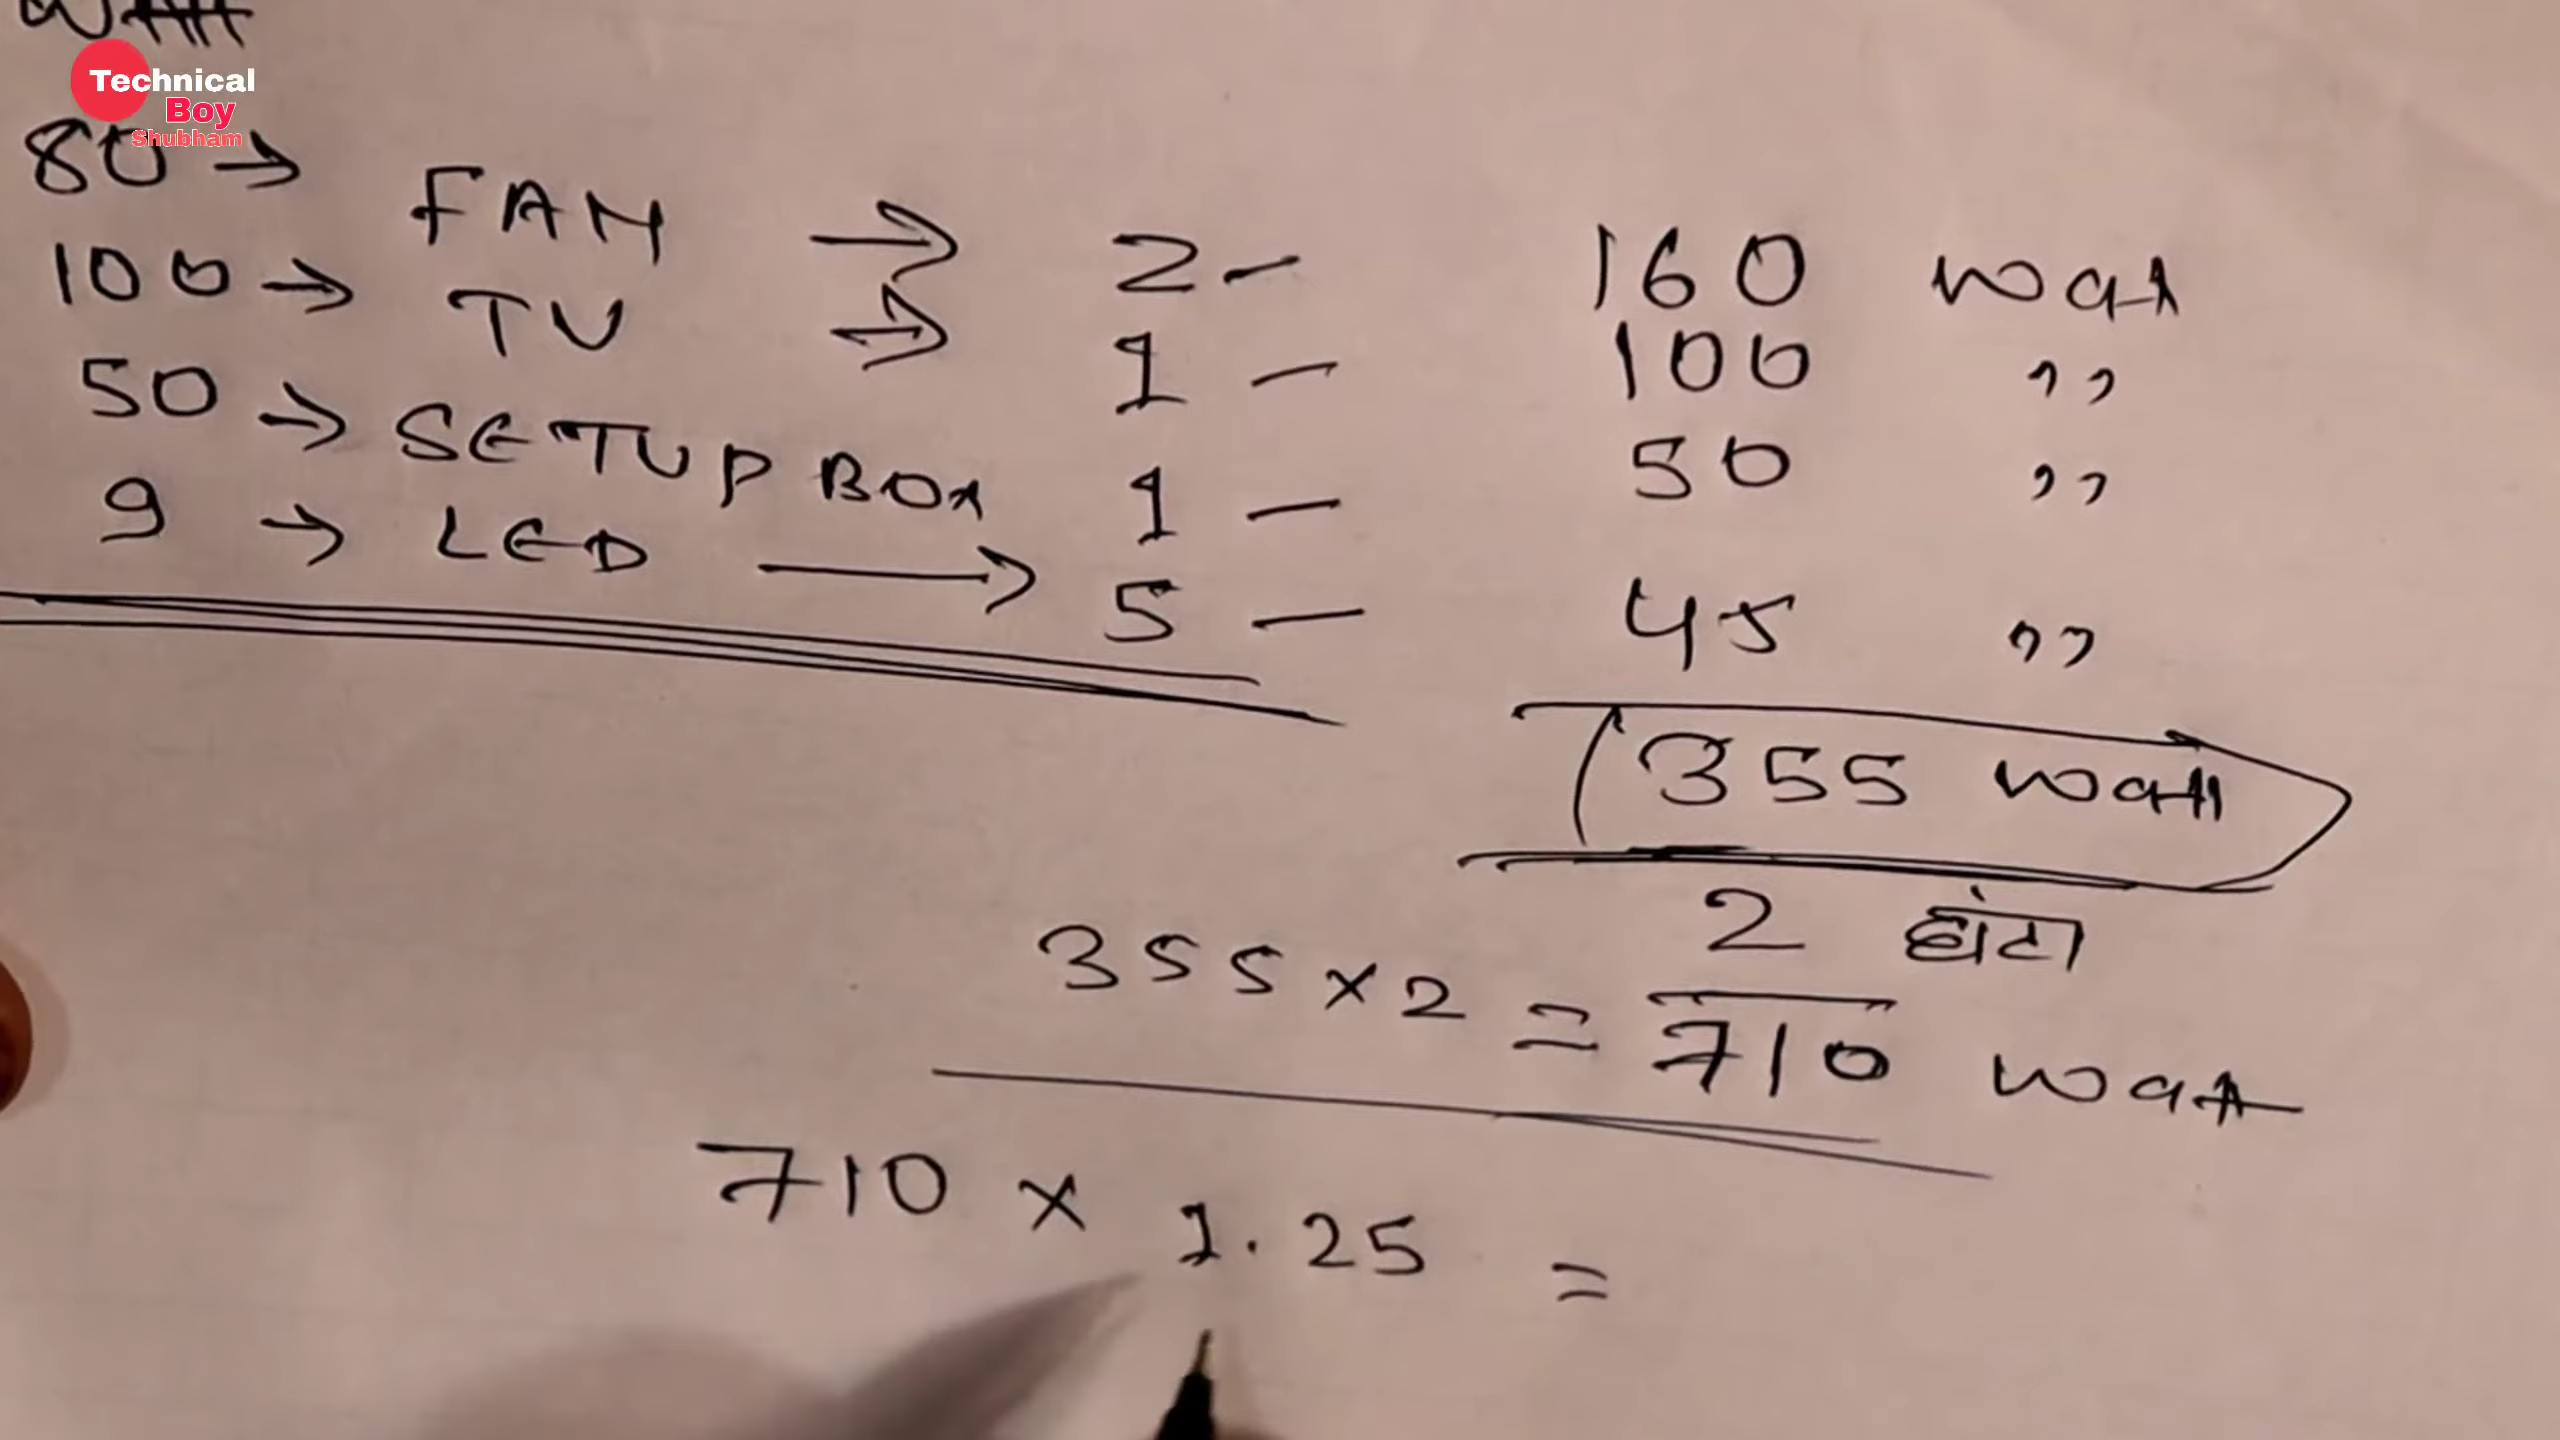 Technical
Boy
Shubham
80 → FAN → 2 - 160 watt
100 → TV → 1 - 100 ,,
50 → SETUP BOX 1 - 50 ,,
9 → LED → 5 - 45 ,,
355 watt
2 घंटा
355 × 2 = 710 watt
710 × 1.25 =